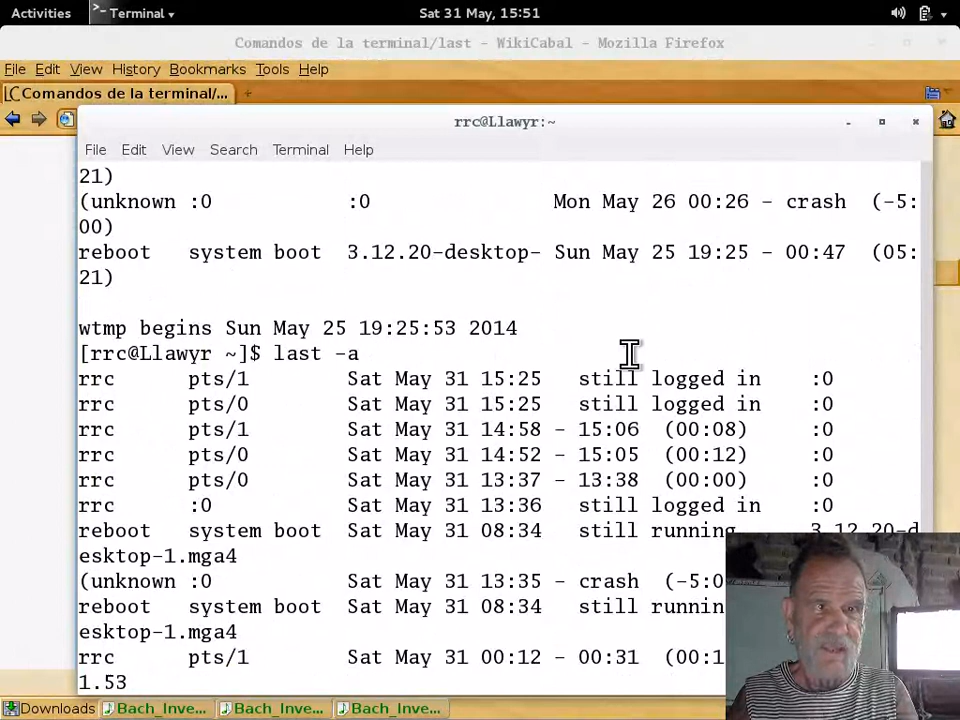 Activities Terminal Sat 31 May, 15:51
Comandos de la terminal/last - WikiCabal - Mozilla Firefox
File Edit View History Bookmarks Tools Help
Comandos de la terminal/...
rrc@Llawyr:~
File Edit View Search Terminal Help
21)
(unknown :0 :0 Mon May 26 00:26 - crash (-5:
00)
reboot system boot 3.12.20-desktop- Sun May 25 19:25 - 00:47 (05:
21)
wtmp begins Sun May 25 19:25:53 2014
[rrc@Llawyr ~]$ last -a
rrc pts/1 Sat May 31 15:25 still logged in :0
rrc pts/0 Sat May 31 15:25 still logged in :0
rrc pts/1 Sat May 31 14:58 - 15:06 (00:08) :0
rrc pts/0 Sat May 31 14:52 - 15:05 (00:12) :0
rrc pts/0 Sat May 31 13:37 - 13:38 (00:00) :0
rrc :0 Sat May 31 13:36 still logged in :0
reboot system boot Sat May 31 08:34 still running 3.12.20-d
esktop-1.mga4
(unknown :0 Sat May 31 13:35 - crash (-5:0
reboot system boot Sat May 31 08:34 still runnin
esktop-1.mga4
rrc pts/1 Sat May 31 00:12 - 00:31 (00:1
1.53
Downloads Bach_Inve... Bach_Inve... Bach_Inve...